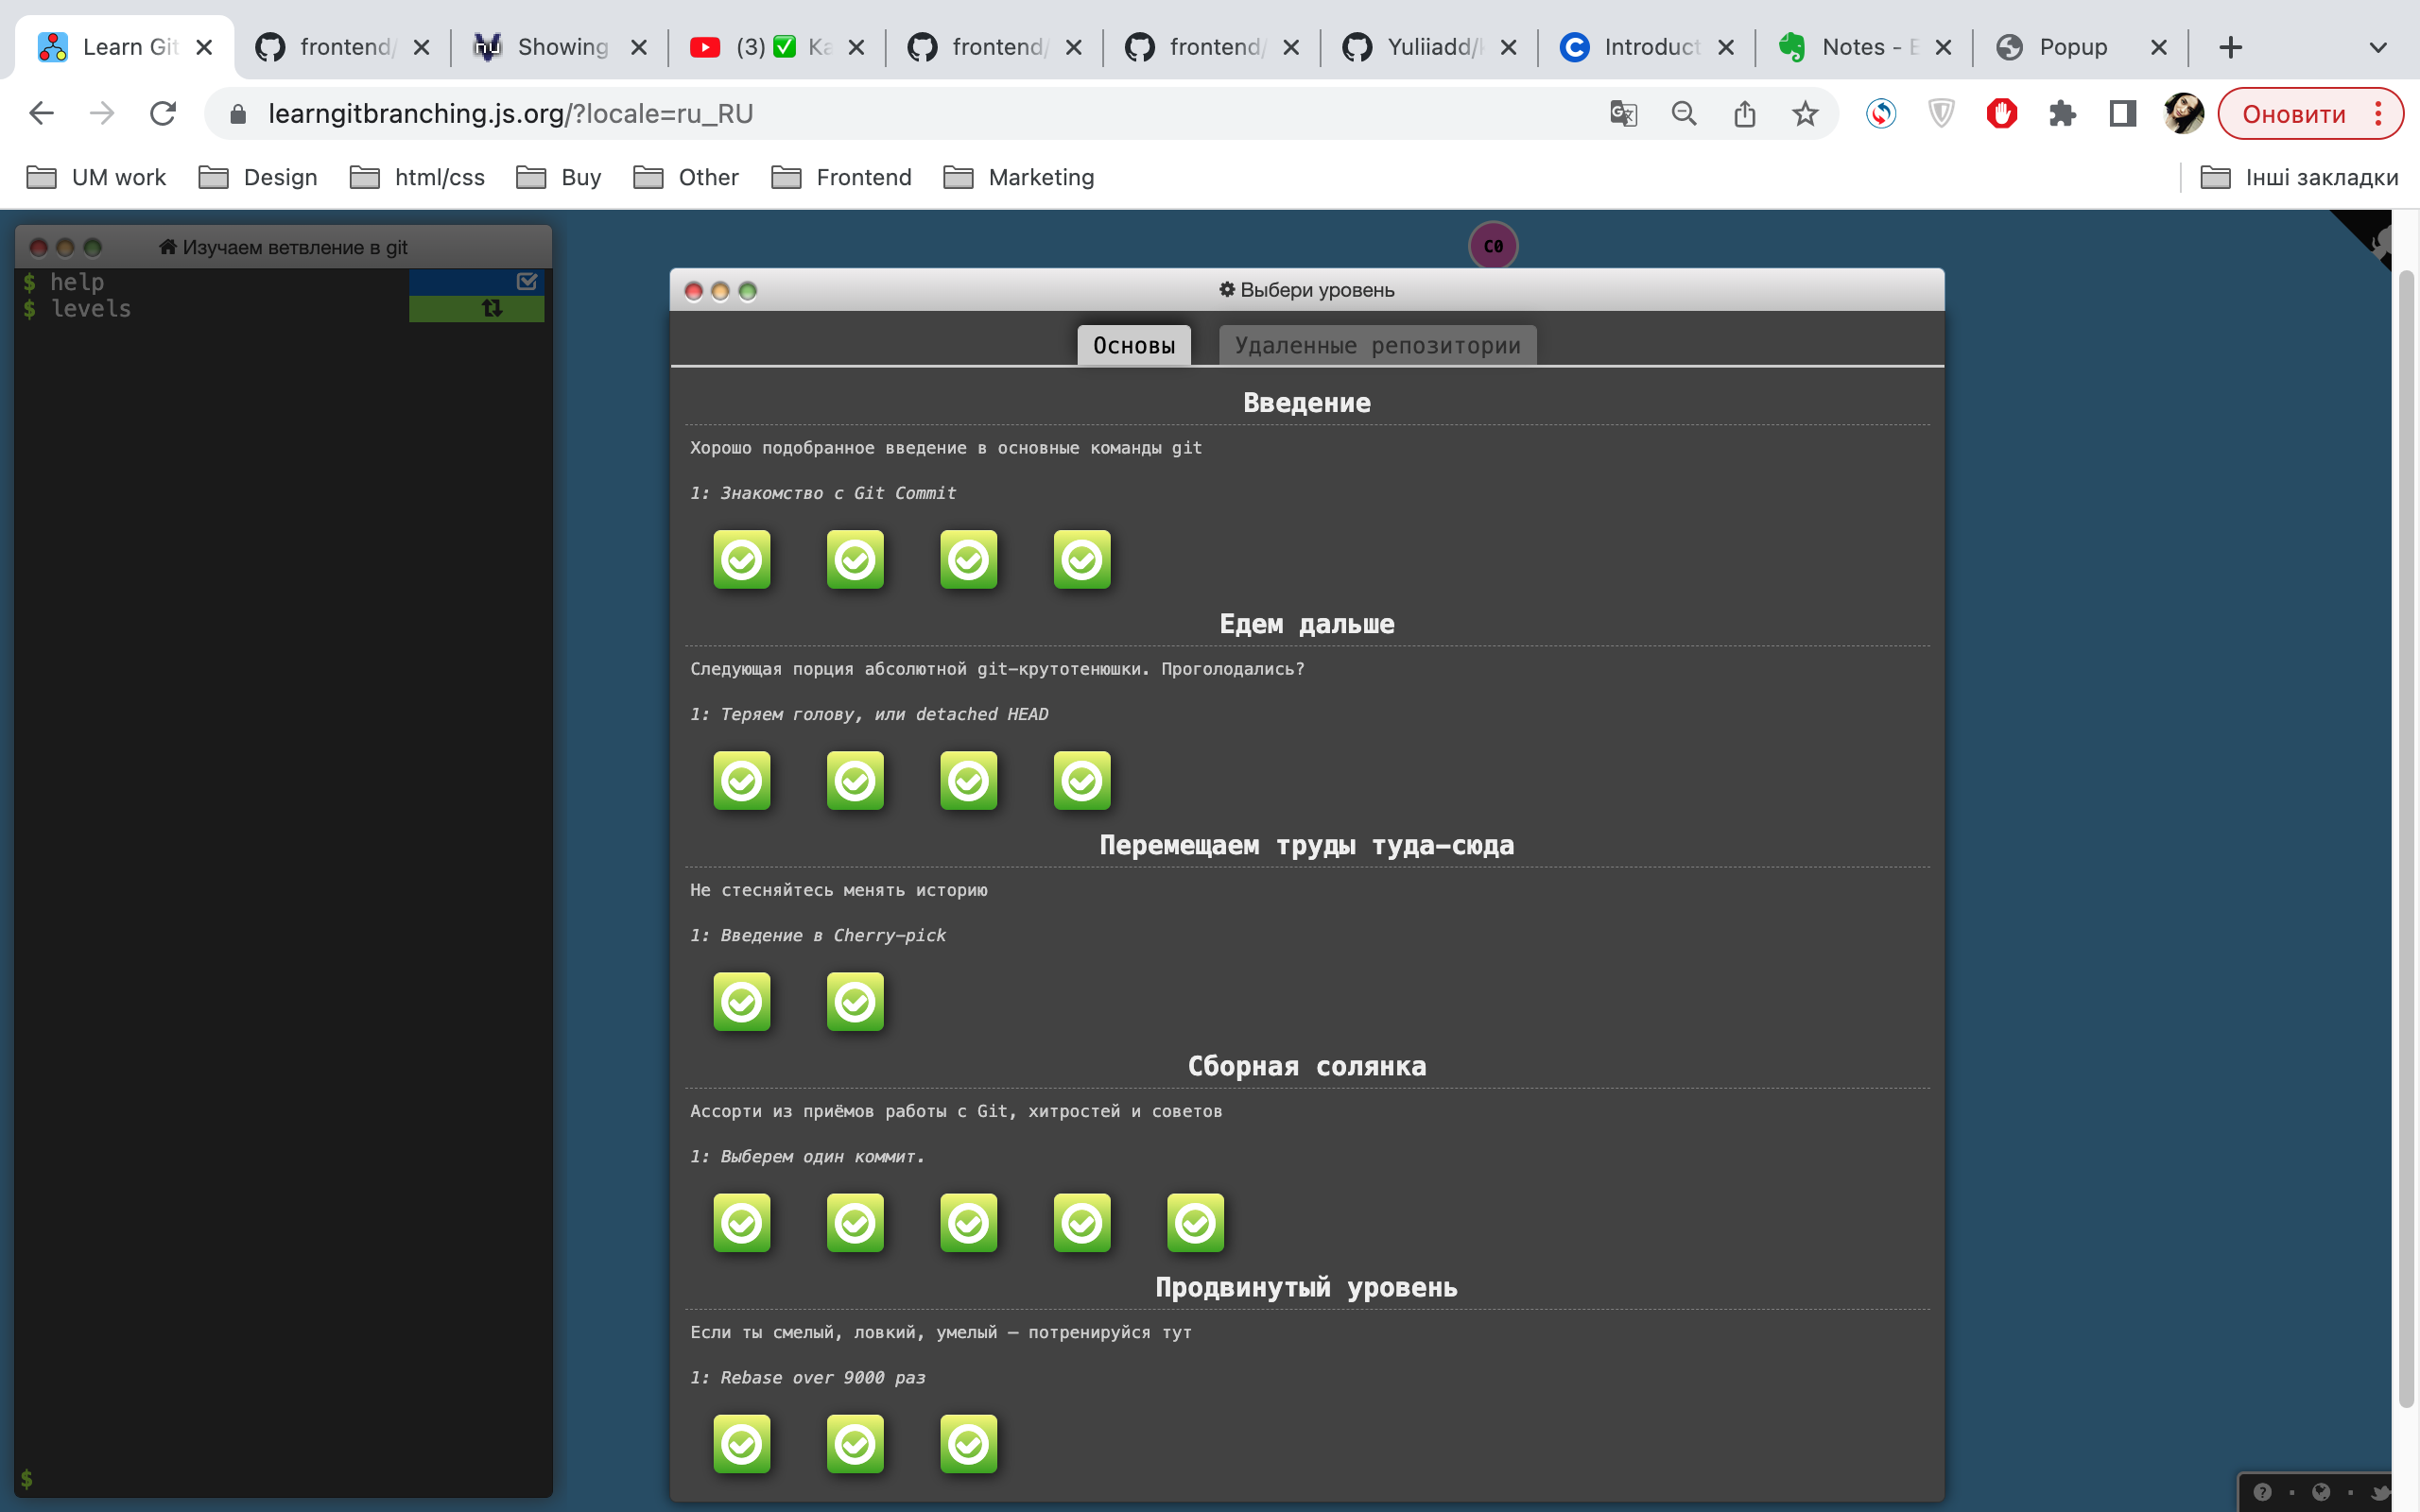 Learn Git
frontend/
Showing
(3) ✅ Ka
frontend/
frontend/
Yuliiadd/k
Introduct
Notes - E
Popup
learngitbranching.js.org/?locale=ru_RU
Оновити
UM work
Design
html/css
Buy
Other
Frontend
Marketing
Інші закладки
Изучаем ветвление в git
$ help
$ levels
$
C0
Выбери уровень
Основы
Удаленные репозитории
Введение
Хорошо подобранное введение в основные команды git
1: Знакомство с Git Commit
Едем дальше
Следующая порция абсолютной git-крутотенюшки. Проголодались?
1: Теряем голову, или detached HEAD
Перемещаем труды туда-сюда
Не стесняйтесь менять историю
1: Введение в Cherry-pick
Сборная солянка
Ассорти из приёмов работы с Git, хитростей и советов
1: Выберем один коммит.
Продвинутый уровень
Если ты смелый, ловкий, умелый — потренируйся тут
1: Rebase over 9000 раз